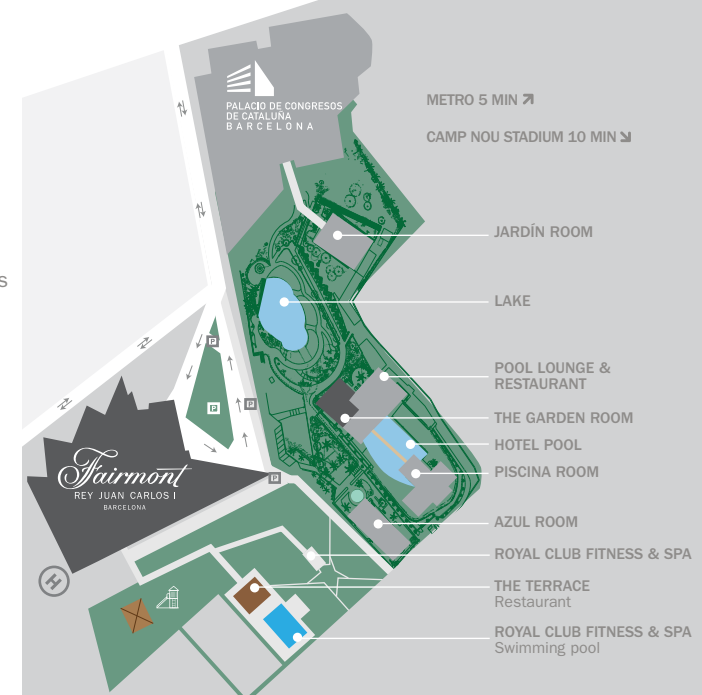 PALACIO DE CONGRESOS
DE CATALUÑA
BARCELONA
METRO 5 MIN
CAMP NOU STADIUM 10 MIN
JARDÍN ROOM
s
LAKE
P
POOL LOUNGE &
RESTAURANT
P
P
THE GARDEN ROOM
HOTEL POOL
Fairmont
REY JUAN CARLOS I
BARCELONA
PISCINA ROOM
P
AZUL ROOM
ROYAL CLUB FITNESS & SPA
H
THE TERRACE
Restaurant
ROYAL CLUB FITNESS & SPA
Swimming pool